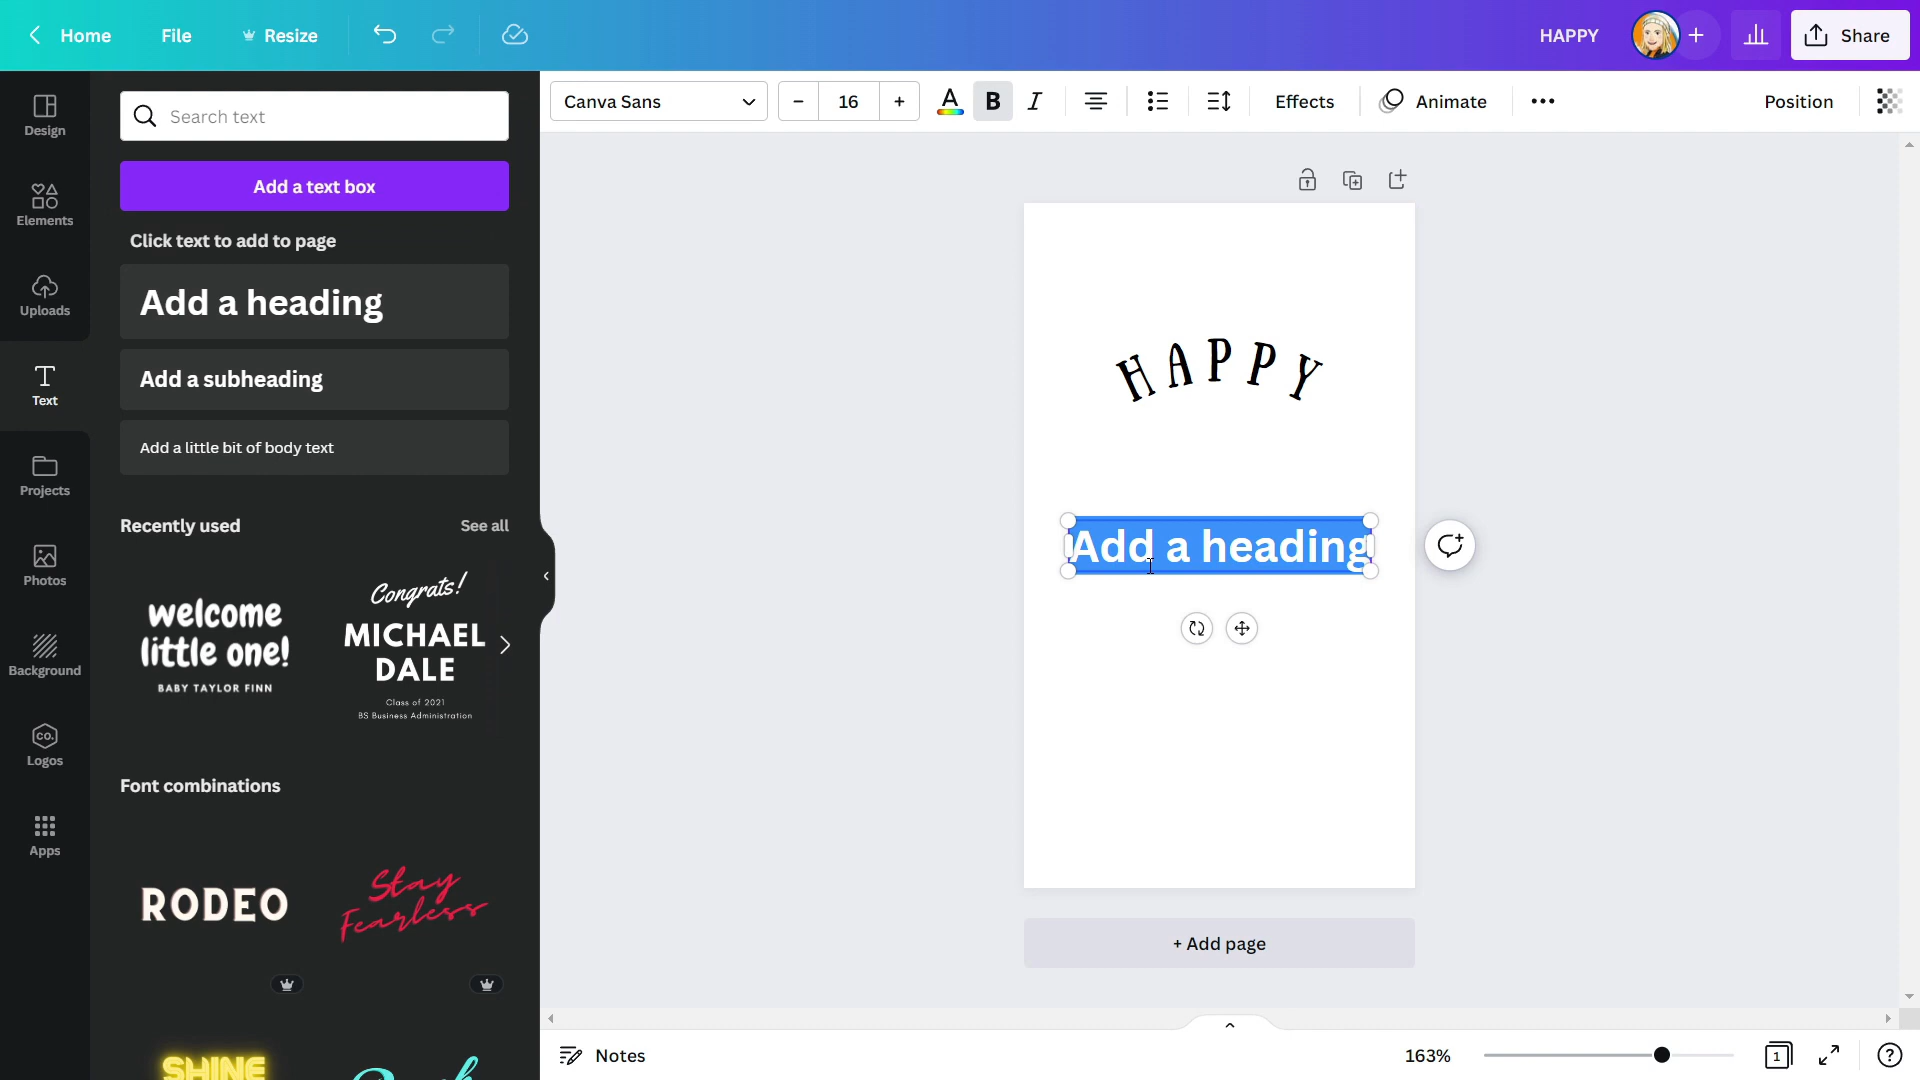 Home File Resize HAPPY + Share
Design
Elements
Uploads
Text
Projects
Photos
Background
co.
Logos
Apps
Search text
Add a text box
Click text to add to page
Add a heading
Add a subheading
Add a little bit of body text
Recently used See all
welcome
little one!
BABY TAYLOR FINN
Congrats!
MICHAEL
DALE
Class of 2021
BS Business Administration
Font combinations
RODEO
Stay
Fearless
SHINE
Canva Sans - 16 + A B I Effects Animate ••• Position
HAPPY
Add a heading
+ Add page
Notes 163% 1 ?